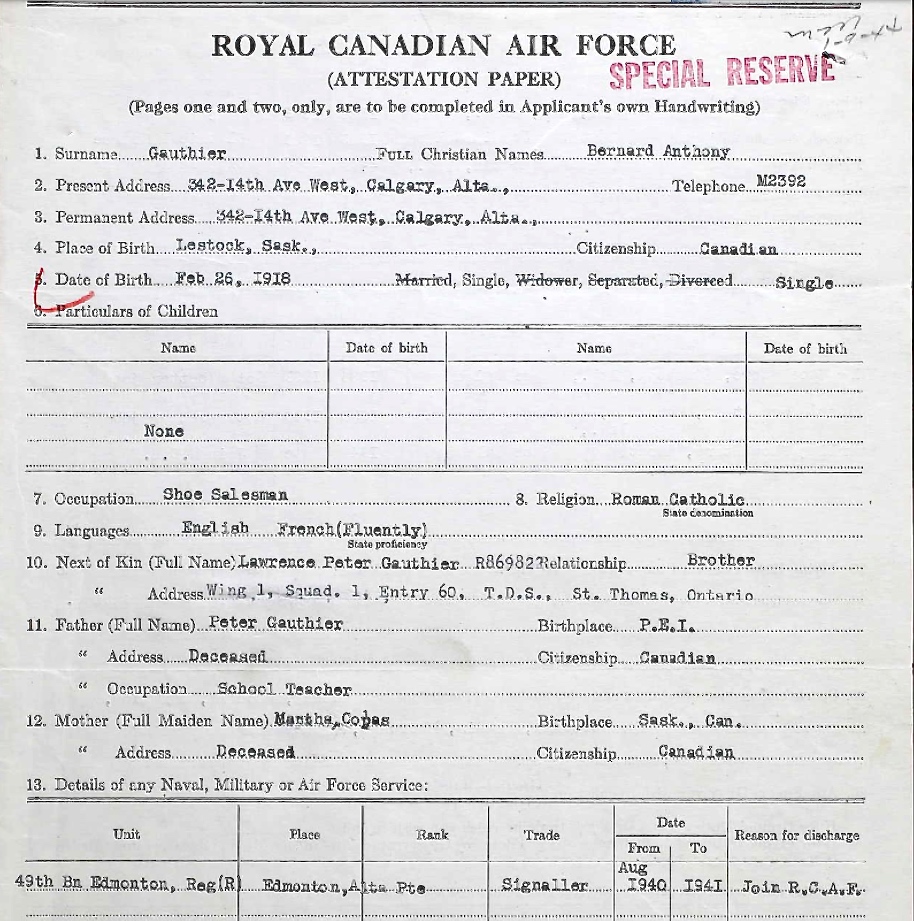 ROYAL CANADIAN AIR FORCE
(ATTESTATION PAPER)
SPECIAL RESERVE
(Pages one and two, only, are to be completed in Applicant's own Handwriting)
1. Surname Gauthier FULL Christian Names Bernard Anthony
2. Present Address 342-14th Ave West, Calgary, Alta., Telephone M2392
3. Permanent Address 342-14th Ave West, Calgary, Alta.,
4. Place of Birth Lestock, Sask., Citizenship Canadian
5. Date of Birth Feb 26, 1918 Married, Single, Widower, Separated, Divorced Single
6. Particulars of Children
Name Date of birth Name Date of birth
None
7. Occupation Shoe Salesman 8. Religion Roman Catholic
State denomination
9. Languages English French(Fluently)
State proficiency
10. Next of Kin (Full Name) Lawrence Peter Gauthier R869823 Relationship Brother
" Address Wing 1, Squad. 1, Entry 60, T.D.S., St. Thomas, Ontario
11. Father (Full Name) Peter Gauthier Birthplace P.E.I.
" Address Deceased Citizenship Canadian
" Occupation School Teacher
12. Mother (Full Maiden Name) Martha, Birthplace Sask., Can.
" Address Deceased Citizenship Canadian
13. Details of any Naval, Military or Air Force Service:
Unit Place Rank Trade Date From To Reason for discharge
49th Bn Edmonton, Reg(R) Edmonton,Alta Pte Signaller Aug 1940 1941 Join R.C.A.F.